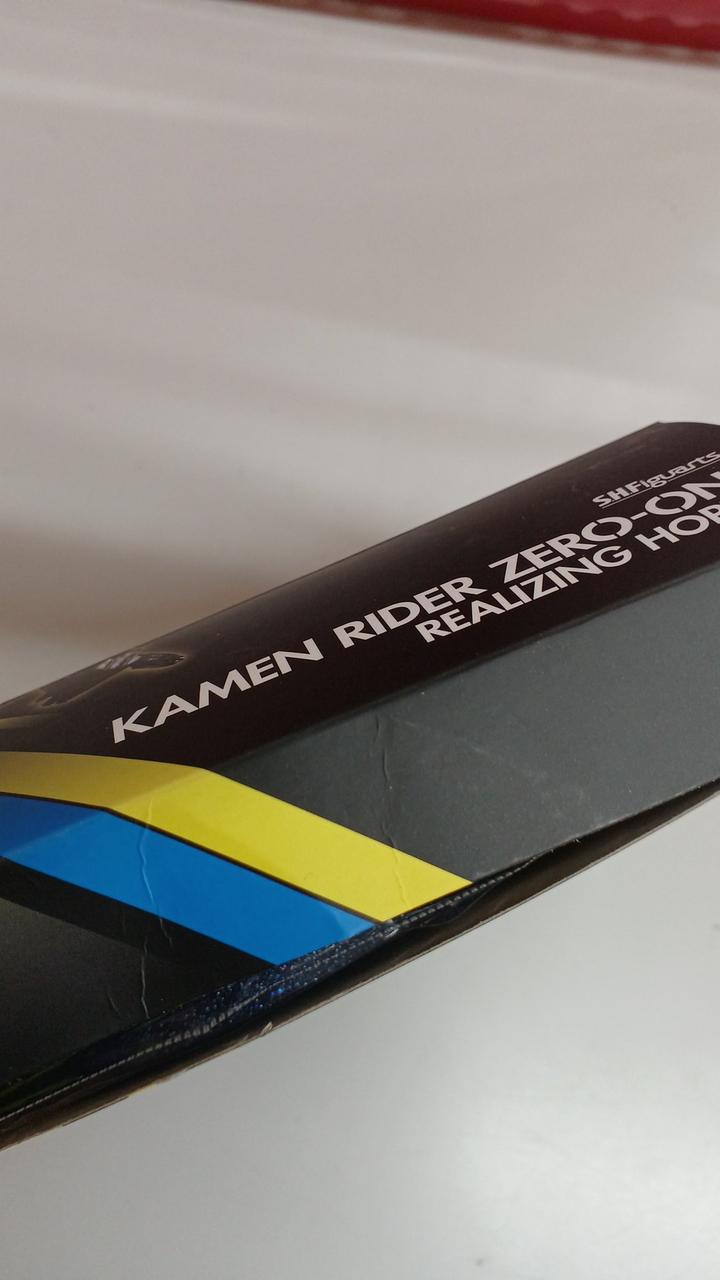 S.H.Figuarts
KAMEN RIDER ZERO-ON
REALIZING HOP